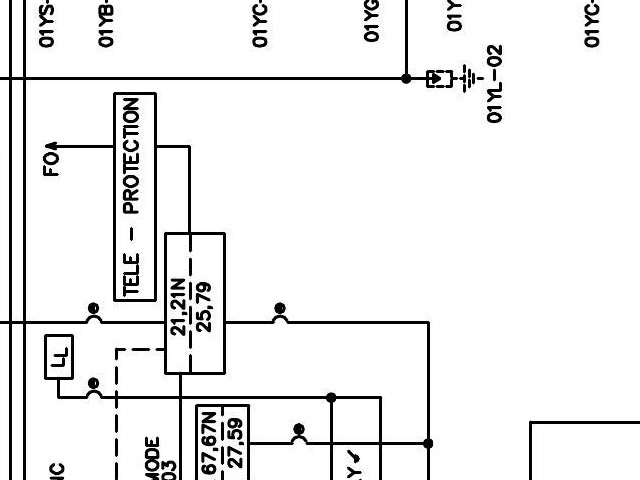 01YS-
01YB-
01YC-
01YG
01Y
01YC-
01YL-02
FO
TELE - PROTECTION
21,21N
25,79
LL
67,67N
27,59
MODE
03
IC
Y